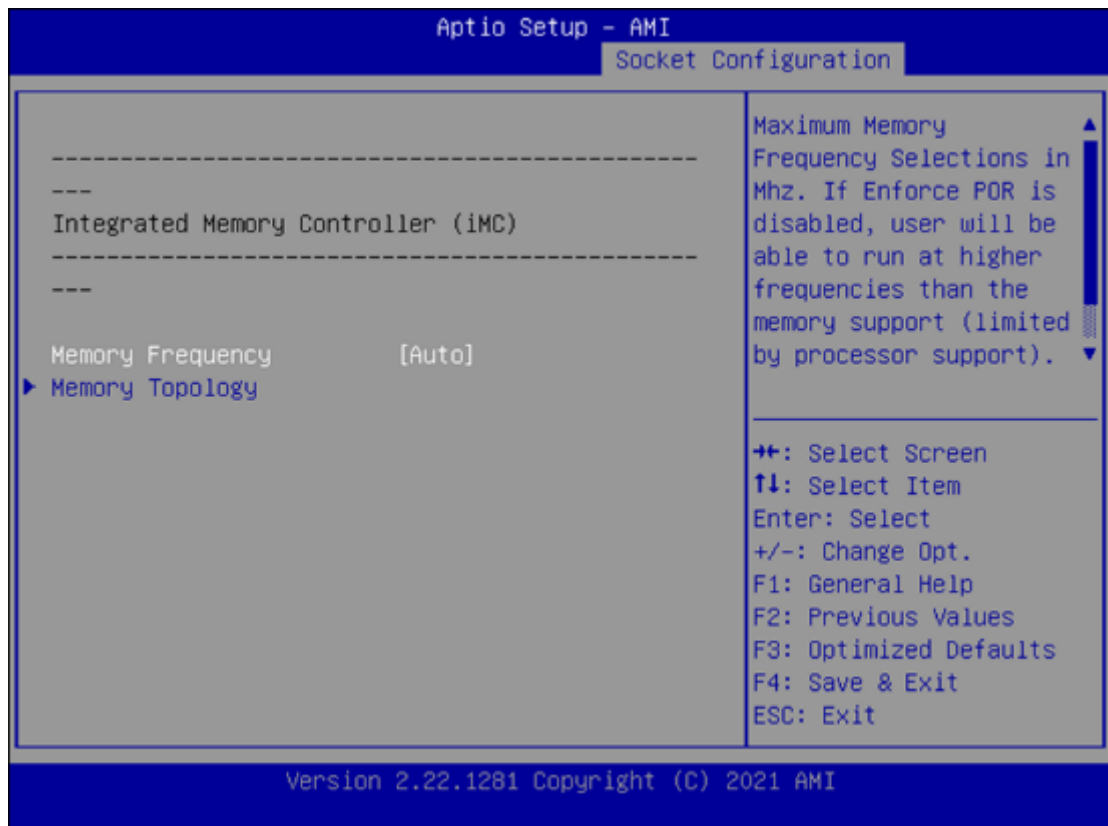 Aptio Setup – AMI
Socket Configuration
------------------------------------------------
---
Integrated Memory Controller (iMC)
------------------------------------------------
---
Memory Frequency [Auto]
Memory Topology
Maximum Memory
Frequency Selections in
Mhz. If Enforce POR is
disabled, user will be
able to run at higher
frequencies than the
memory support (limited
by processor support).
→←: Select Screen
↑↓: Select Item
Enter: Select
+/-: Change Opt.
F1: General Help
F2: Previous Values
F3: Optimized Defaults
F4: Save & Exit
ESC: Exit
Version 2.22.1281 Copyright (C) 2021 AMI